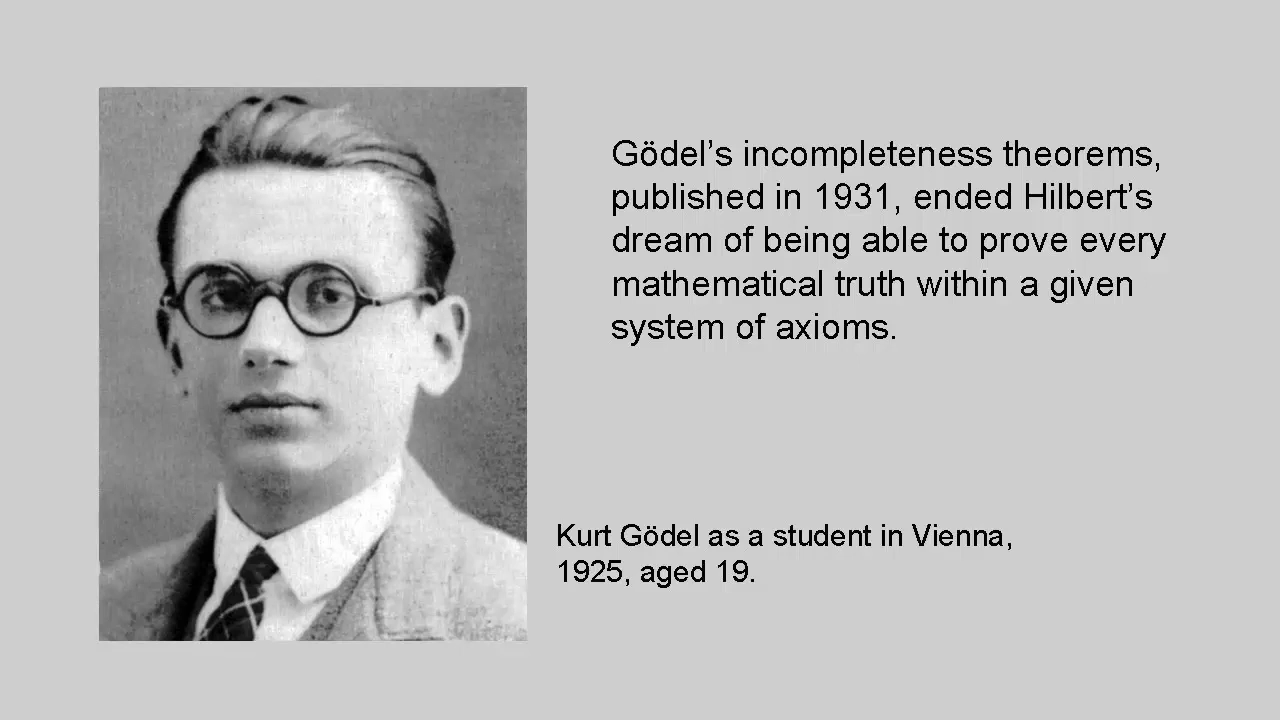 Gödel’s incompleteness theorems,
published in 1931, ended Hilbert’s
dream of being able to prove every
mathematical truth within a given
system of axioms.
Kurt Gödel as a student in Vienna,
1925, aged 19.